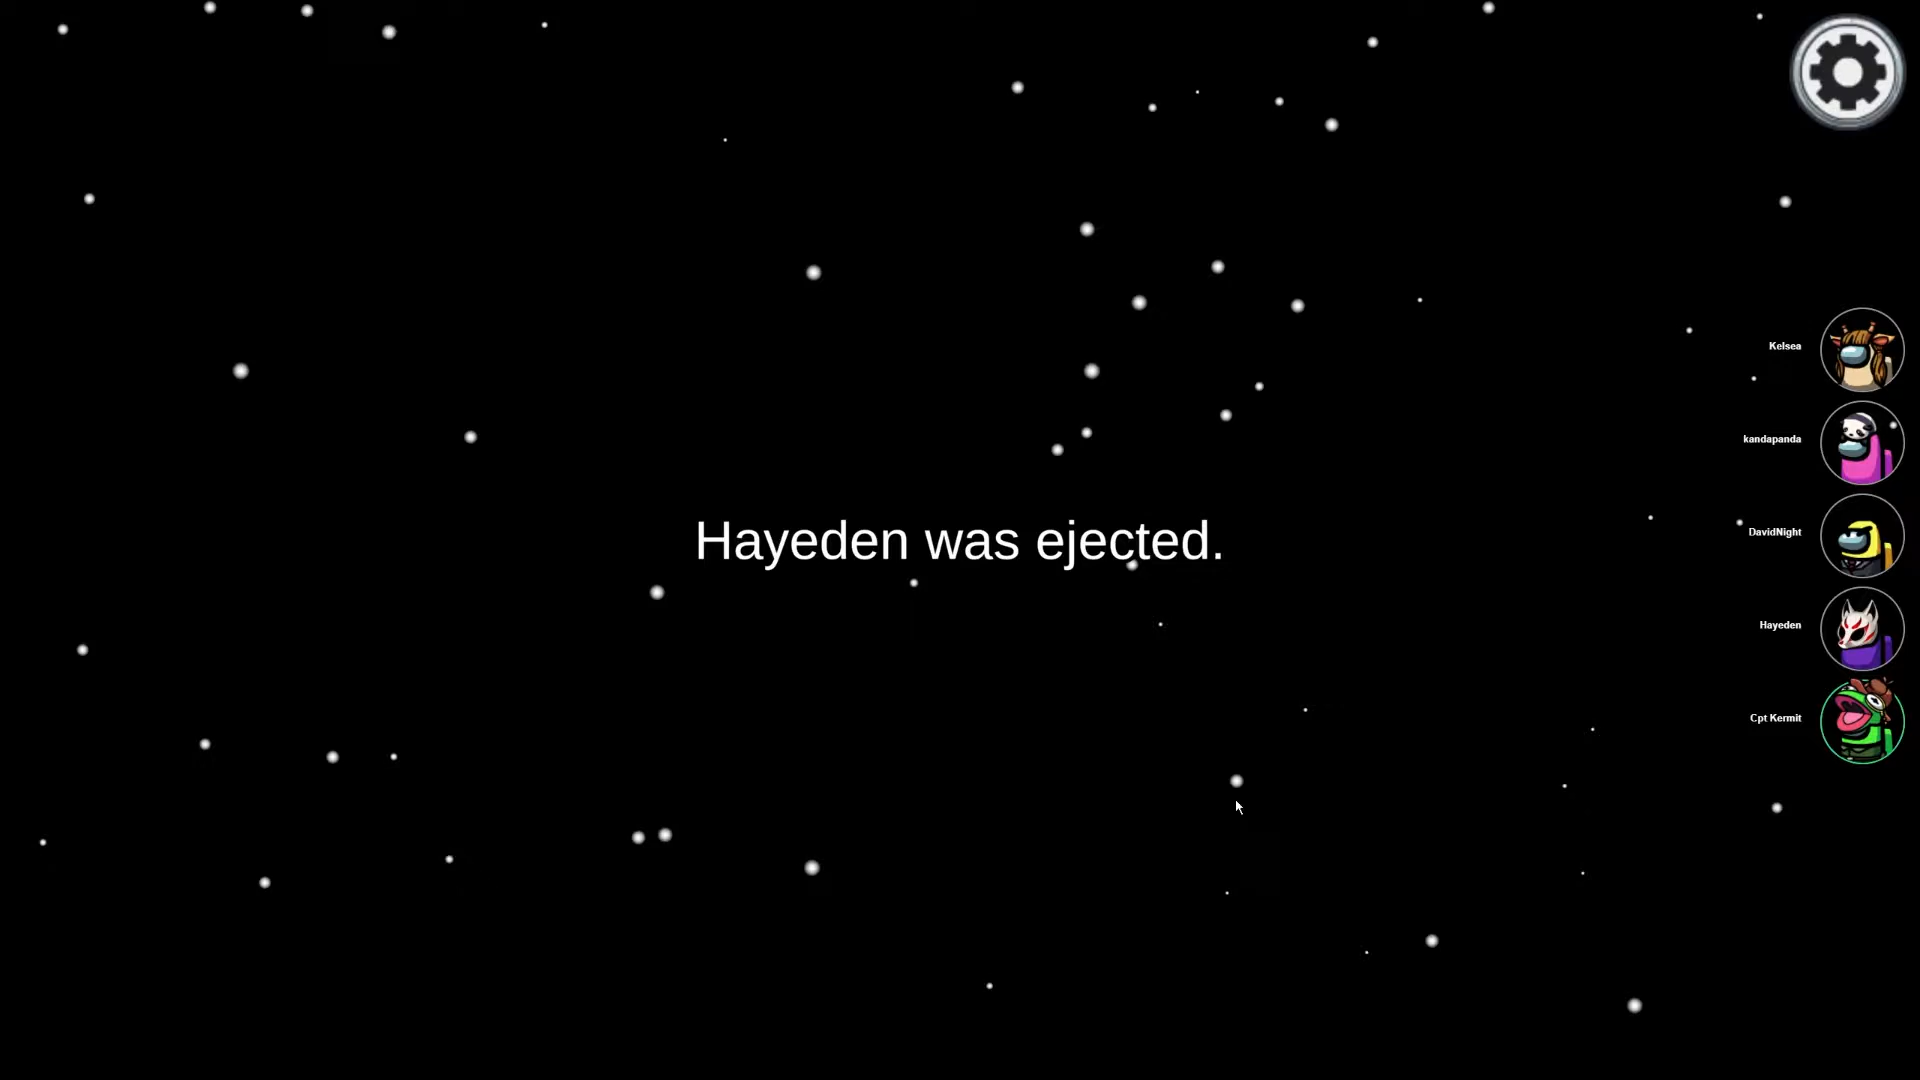 Kelsea
kandapanda
Hayeden was ejected.
DavidNight
Hayeden
Cpt Kermit